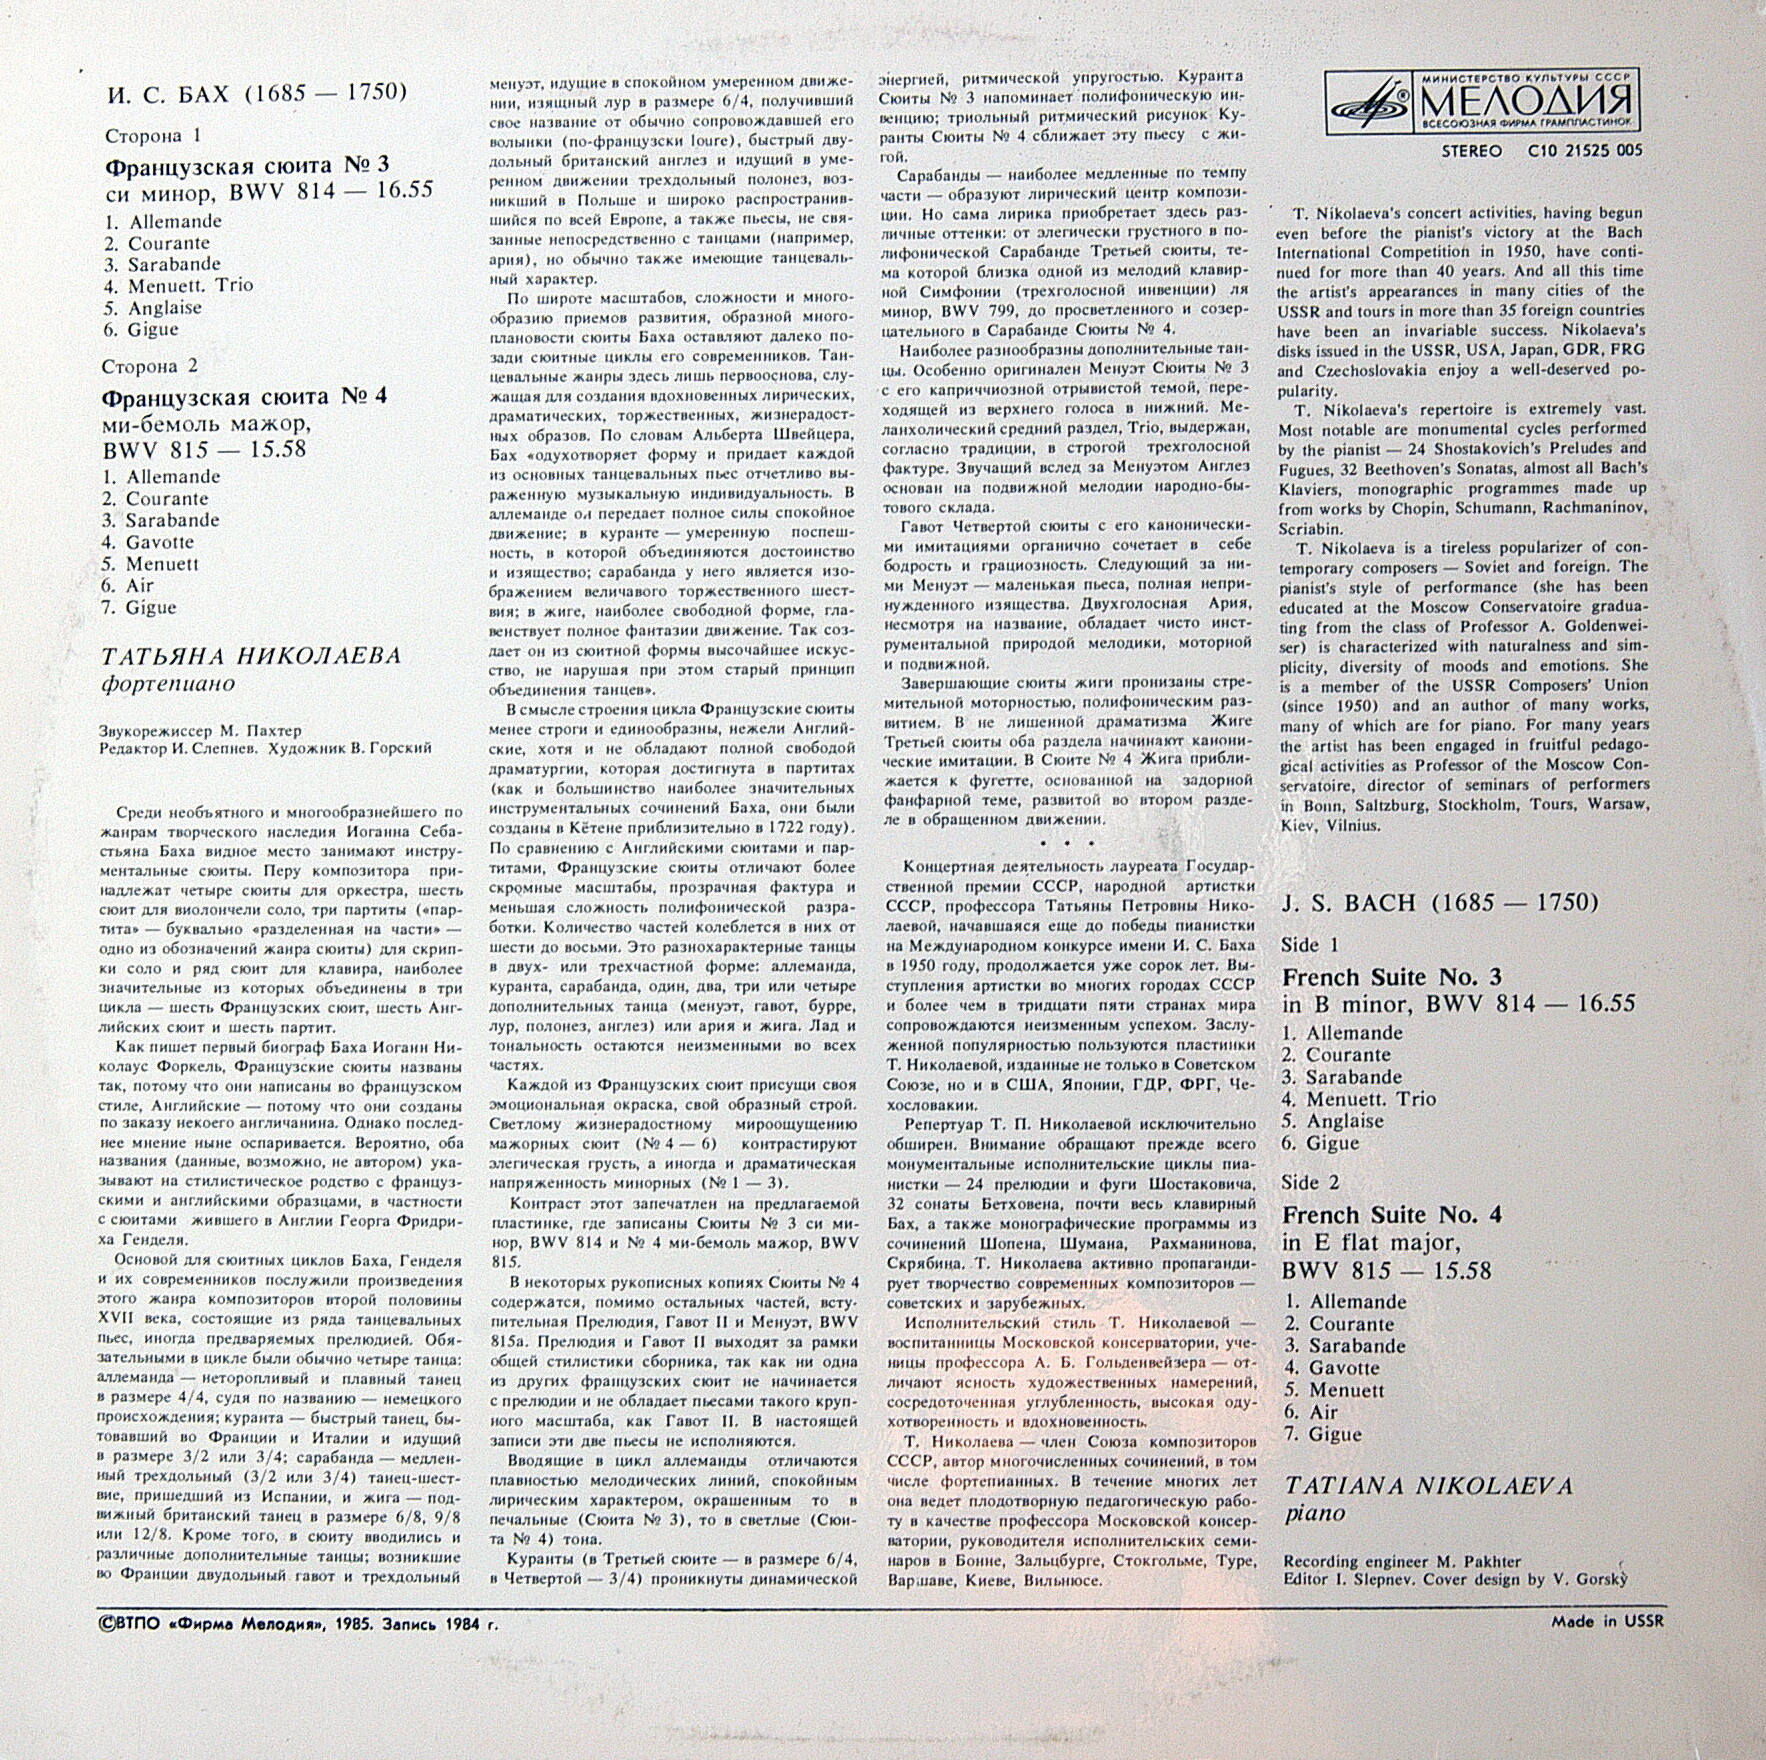 И. С. БАХ (1685 — 1750)
Сторона 1
Французская сюита № 3
си минор, BWV 814 — 16.55
1. Allemande
2. Courante
3. Sarabande
4. Menuett. Trio
5. Anglaise
6. Gigue
Сторона 2
Французская сюита № 4
ми-бемоль мажор,
BWV 815 — 15.58
1. Allemande
2. Courante
3. Sarabande
4. Gavotte
5. Menuett
6. Air
7. Gigue
ТАТЬЯНА НИКОЛАЕВА
фортепиано
Звукорежиссер М. Пахтер
Редактор И. Слепнев. Художник В. Горский
Среди необъятного и многообразнейшего по
жанрам творческого наследия Иоганна Себа-
стьяна Баха видное место занимают инстру-
ментальные сюиты. Перу композитора при-
надлежат четыре сюиты для оркестра, шесть
сюит для виолончели соло, три партиты («пар-
тита» — буквально «разделенная на части» —
одно из обозначений жанра сюиты) для скрип-
ки соло и ряд сюит для клавира, наиболее
значительные из которых объединены в три
цикла — шесть Французских сюит, шесть Анг-
лийских сюит и шесть партит.
Как пишет первый биограф Баха Иоганн Ни-
колаус Форкель, Французские сюиты названы
так, потому что они написаны во французском
стиле, Английские — потому что они созданы
по заказу некоего англичанина. Однако послед-
нее мнение ныне оспаривается. Вероятно, оба
названия (данные, возможно, не автором) ука-
зывают на стилистическое родство с француз-
скими и английскими образцами, в частности
с сюитами жившего в Англии Георга Фридри-
ха Генделя.
Основой для сюитных циклов Баха, Генделя
и их современников послужили произведения
этого жанра композиторов второй половины
XVII века, состоящие из ряда танцевальных
пьес, иногда предваряемых прелюдией. Обя-
зательными в цикле были обычно четыре танца:
аллеманда — неторопливый и плавный танец
в размере 4/4, судя по названию — немецкого
происхождения; куранта — быстрый танец, бы-
товавший во Франции и Италии и идущий
в размере 3/2 или 3/4; сарабанда — медлен-
ный трехдольный (3/2 или 3/4) танец-шест-
вие, пришедший из Испании, и жига — под-
вижный британский танец в размере 6/8, 9/8
или 12/8. Кроме того, в сюиту вводились и
различные дополнительные танцы; возникшие
во Франции двудольный гавот и трехдольный
менуэт, идущие в спокойном умеренном движе-
нии, изящный лур в размере 6/4, получивший
свое название от обычно сопровождавшей его
волынки (по-французски loure), быстрый дву-
дольный британский англез и идущий в уме-
ренном движении трехдольный полонез, воз-
никший в Польше и широко распространив-
шийся по всей Европе, а также пьесы, не свя-
занные непосредственно с танцами (например,
ария), но обычно также имеющие танцеваль-
ный характер.
По широте масштабов, сложности и много-
образию приемов развития, образной много-
плановости сюиты Баха оставляют далеко по-
зади сюитные циклы его современников. Тан-
цевальные жанры здесь лишь первооснова, слу-
жащая для создания вдохновенных лирических,
драматических, торжественных, жизнерадост-
ных образов. По словам Альберта Швейцера,
Бах «одухотворяет форму и придает каждой
из основных танцевальных пьес отчетливо вы-
раженную музыкальную индивидуальность. В
аллеманде он передает полное силы спокойное
движение; в куранте — умеренную поспеш-
ность, в которой объединяются достоинство
и изящество; сарабанда у него является изо-
бражением величавого торжественного шест-
вия; в жиге, наиболее свободной форме, гла-
венствует полное фантазии движение. Так соз-
дает он из сюитной формы высочайшее искус-
ство, не нарушая при этом старый принцип
объединения танцев».
В смысле строения цикла Французские сюиты
менее строги и единообразны, нежели Англий-
ские, хотя и не обладают полной свободой
драматургии, которая достигнута в партитах
(как и большинство наиболее значительных
инструментальных сочинений Баха, они были
созданы в Кётене приблизительно в 1722 году).
По сравнению с Английскими сюитами и пар-
титами, Французские сюиты отличают более
скромные масштабы, прозрачная фактура и
меньшая сложность полифонической разра-
ботки. Количество частей колеблется в них от
шести до восьми. Это разнохарактерные танцы
в двух- или трехчастной форме: аллеманда,
куранта, сарабанда, один, два, три или четыре
дополнительных танца (менуэт, гавот, бурре,
лур, полонез, англез) или ария и жига. Лад и
тональность остаются неизменными во всех
частях.
Каждой из Французских сюит присущи своя
эмоциональная окраска, свой образный строй.
Светлому жизнерадостному мироощущению
мажорных сюит (№ 4 — 6) контрастируют
элегическая грусть, а иногда и драматическая
напряженность минорных (№ 1 — 3).
Контраст этот запечатлен на предлагаемой
пластинке, где записаны Сюиты № 3 си ми-
нор, BWV 814 и № 4 ми-бемоль мажор, BWV
815.
В некоторых рукописных копиях Сюиты № 4
содержатся, помимо остальных частей, всту-
пительная Прелюдия, Гавот II и Менуэт, BWV
815a. Прелюдия и Гавот II выходят за рамки
общей стилистики сборника, так как ни одна
из других французских сюит не начинается
с прелюдии и не обладает пьесами такого круп-
ного масштаба, как Гавот II. В настоящей
записи эти две пьесы не исполняются.
Вводящие в цикл аллеманды отличаются
плавностью мелодических линий, спокойным
лирическим характером, окрашенным то в
печальные (Сюита № 3), то в светлые (Сюи-
та № 4) тона.
Куранты (в Третьей сюите — в размере 6/4,
в Четвертой — 3/4) проникнуты динамической
энергией, ритмической упругостью. Куранта
Сюиты № 3 напоминает полифоническую ин-
венцию; триольный ритмический рисунок Ку-
ранты Сюиты № 4 сближает эту пьесу с жи-
гой.
Сарабанды — наиболее медленные по темпу
части — образуют лирический центр компози-
ции. Но сама лирика приобретает здесь раз-
личные оттенки: от элегически грустного в по-
лифонической Сарабанде Третьей сюиты, те-
ма которой близка одной из мелодий клавир-
ной Симфонии (трехголосной инвенции) ля
минор, BWV 799, до просветленного и созер-
цательного в Сарабанде Сюиты № 4.
Наиболее разнообразны дополнительные тан-
цы. Особенно оригинален Менуэт Сюиты № 3
с его каприччиозной отрывистой темой, пере-
ходящей из верхнего голоса в нижний. Ме-
ланхолический средний раздел, Trio, выдержан,
согласно традиции, в строгой трехголосной
фактуре. Звучащий вслед за Менуэтом Англез
основан на подвижной мелодии народно-бы-
тового склада.
Гавот Четвертой сюиты с его канонически-
ми имитациями органично сочетает в себе
бодрость и грациозность. Следующий за ни-
ми Менуэт — маленькая пьеса, полная непри-
нужденного изящества. Двухголосная Ария,
несмотря на название, обладает чисто инст-
рументальной природой мелодики, моторной
и подвижной.
Завершающие сюиты жиги пронизаны стре-
мительной моторностью, полифоническим раз-
витием. В не лишенной драматизма Жиге
Третьей сюиты оба раздела начинают канони-
ческие имитации. В Сюите № 4 Жига прибли-
жается к фугетте, основанной на задорной
фанфарной теме, развитой во втором разде-
ле в обращенном движении.
• • •
Концертная деятельность лауреата Государ-
ственной премии СССР, народной артистки
СССР, профессора Татьяны Петровны Нико-
лаевой, начавшаяся еще до победы пианистки
на Международном конкурсе имени И. С. Баха
в 1950 году, продолжается уже сорок лет. Вы-
ступления артистки во многих городах СССР
и более чем в тридцати пяти странах мира
сопровождаются неизменным успехом. Заслу-
женной популярностью пользуются пластинки
Т. Николаевой, изданные не только в Советском
Союзе, но и в США, Японии, ГДР, ФРГ, Че-
хословакии.
Репертуар Т. П. Николаевой исключительно
обширен. Внимание обращают прежде всего
монументальные исполнительские циклы пиа-
нистки — 24 прелюдии и фуги Шостаковича,
32 сонаты Бетховена, почти весь клавирный
Бах, а также монографические программы из
сочинений Шопена, Шумана, Рахманинова,
Скрябина. Т. Николаева активно пропаганди-
рует творчество современных композиторов —
советских и зарубежных.
Исполнительский стиль Т. Николаевой —
воспитанницы Московской консерватории, уче-
ницы профессора А. Б. Гольденвейзера — от-
личают ясность художественных намерений,
сосредоточенная углубленность, высокая оду-
хотворенность и вдохновенность.
Т. Николаева — член Союза композиторов
СССР, автор многочисленных сочинений, в том
числе фортепианных. В течение многих лет
она ведет плодотворную педагогическую рабо-
ту в качестве профессора Московской консер-
ватории, руководителя исполнительских семи-
наров в Бонне, Зальцбурге, Стокгольме, Туре,
Варшаве, Киеве, Вильнюсе.
МИНИСТЕРСТВО КУЛЬТУРЫ СССР
МЕЛОДИЯ
ВСЕСОЮЗНАЯ ФИРМА ГРАМПЛАСТИНОК
STEREO C10 21525 005
T. Nikolaeva's concert activities, having begun
even before the pianist's victory at the Bach
International Competition in 1950, have conti-
nued for more than 40 years. And all this time
the artist's appearances in many cities of the
USSR and tours in more than 35 foreign countries
have been an invariable success. Nikolaeva's
disks issued in the USSR, USA, Japan, GDR, FRG
and Czechoslovakia enjoy a well-deserved po-
pularity.
T. Nikolaeva's repertoire is extremely vast.
Most notable are monumental cycles performed
by the pianist — 24 Shostakovich's Preludes and
Fugues, 32 Beethoven's Sonatas, almost all Bach's
Klaviers, monographic programmes made up
from works by Chopin, Schumann, Rachmaninov,
Scriabin.
T. Nikolaeva is a tireless popularizer of con-
temporary composers — Soviet and foreign. The
pianist's style of performance (she has been
educated at the Moscow Conservatoire gradua-
ting from the class of Professor A. Goldenwei-
ser) is characterized with naturalness and sim-
plicity, diversity of moods and emotions. She
is a member of the USSR Composers' Union
(since 1950) and an author of many works,
many of which are for piano. For many years
the artist has been engaged in fruitful pedago-
gical activities as Professor of the Moscow Con-
servatoire, director of seminars of performers
in Bonn, Saltzburg, Stockholm, Tours, Warsaw,
Kiev, Vilnius.
J. S. BACH (1685 — 1750)
Side 1
French Suite No. 3
in B minor, BWV 814 — 16.55
1. Allemande
2. Courante
3. Sarabande
4. Menuett. Trio
5. Anglaise
6. Gigue
Side 2
French Suite No. 4
in E flat major,
BWV 815 — 15.58
1. Allemande
2. Courante
3. Sarabande
4. Gavotte
5. Menuett
6. Air
7. Gigue
TATIANA NIKOLAEVA
piano
Recording engineer M. Pakhter
Editor I. Slepnev. Cover design by V. Gorsky
©ВТПО «Фирма Мелодия», 1985. Запись 1984 г.
Made in USSR